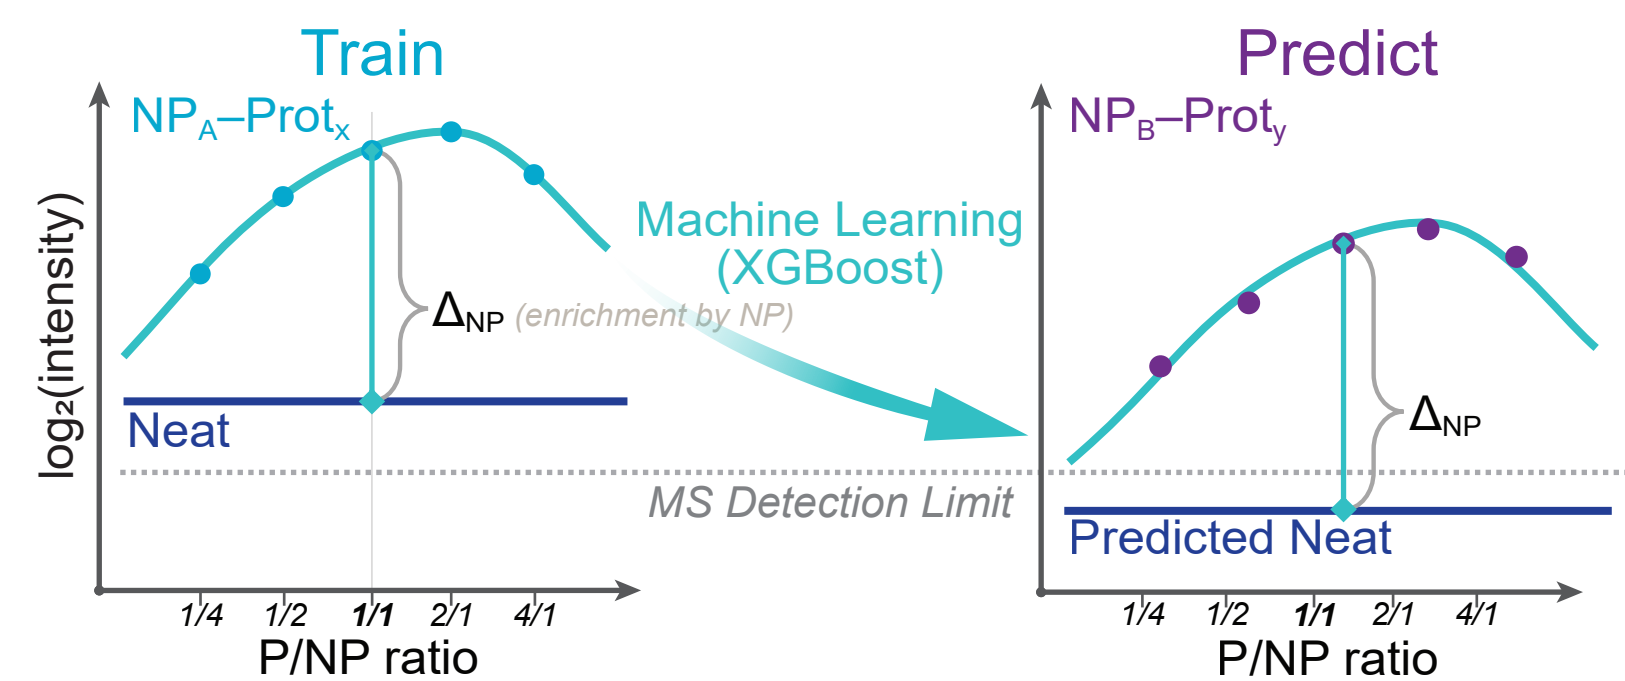 Train
Predict
NPA–Protx
NPB–Proty
log₂(intensity)
Machine Learning
(XGBoost)
ΔNP (enrichment by NP)
ΔNP
Neat
MS Detection Limit
Predicted Neat
1/4 1/2 1/1 2/1 4/1
P/NP ratio
1/4 1/2 1/1 2/1 4/1
P/NP ratio